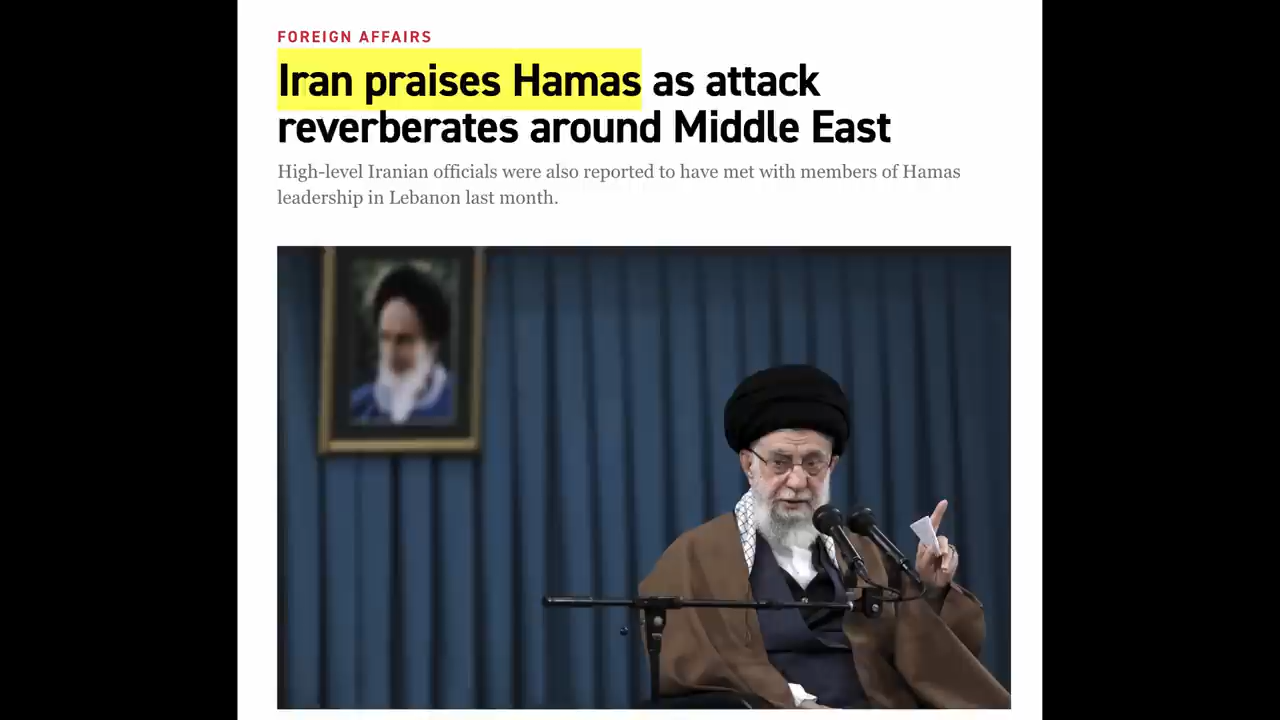 FOREIGN AFFAIRS
Iran praises Hamas as attack
reverberates around Middle East
High-level Iranian officials were also reported to have met with members of Hamas
leadership in Lebanon last month.